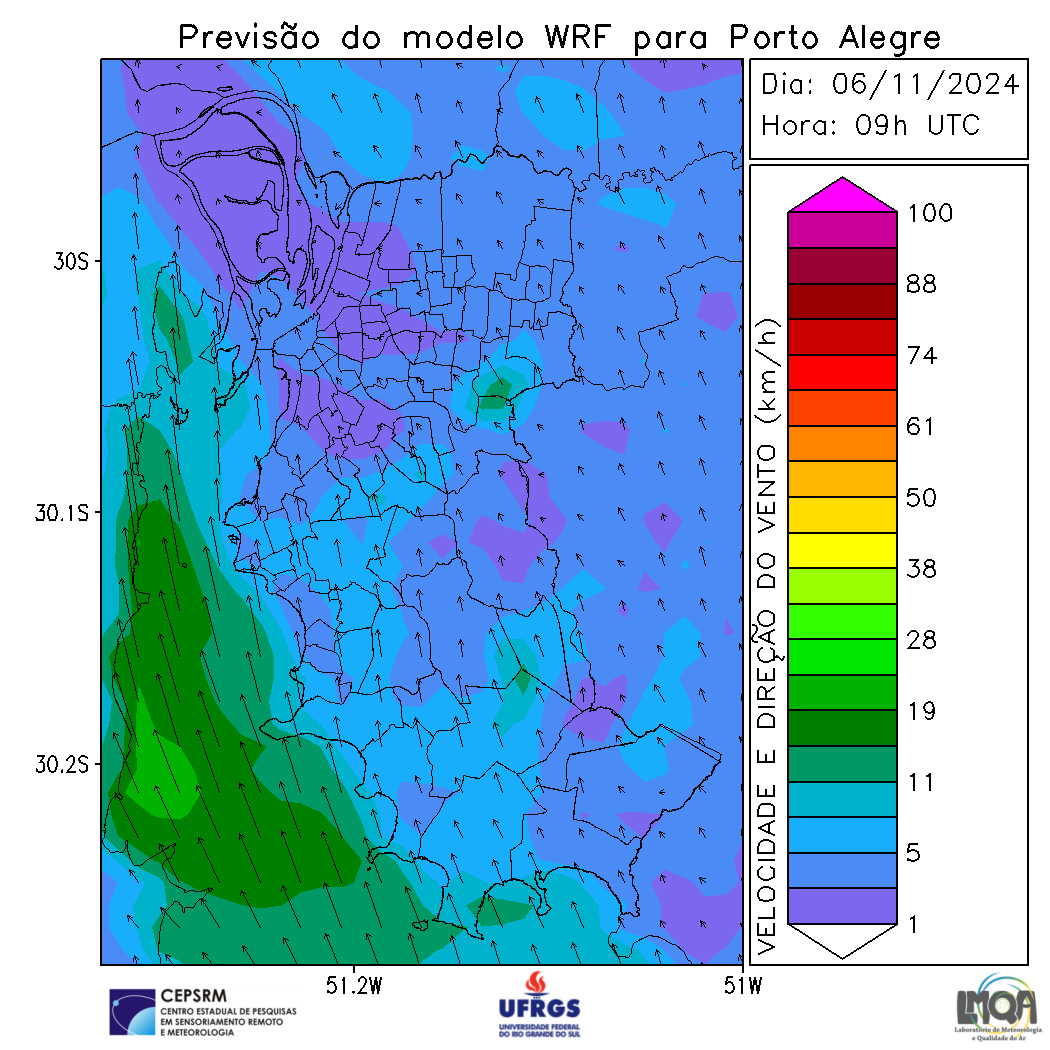 Previsão do modelo WRF para Porto Alegre
Dia: 06/11/2024
Hora: 09h UTC
30S
30.1S
30.2S
51.2W
51W
VELOCIDADE E DIREÇÃO DO VENTO (km/h)
100
88
74
61
50
38
28
19
11
5
1
CEPSRM
CENTRO ESTADUAL DE PESQUISAS
EM SENSORIAMENTO REMOTO
E METEOROLOGIA
UFRGS
UNIVERSIDADE FEDERAL
DO RIO GRANDE DO SUL
LMQA
Laboratório de Meteorologia
e Qualidade do Ar